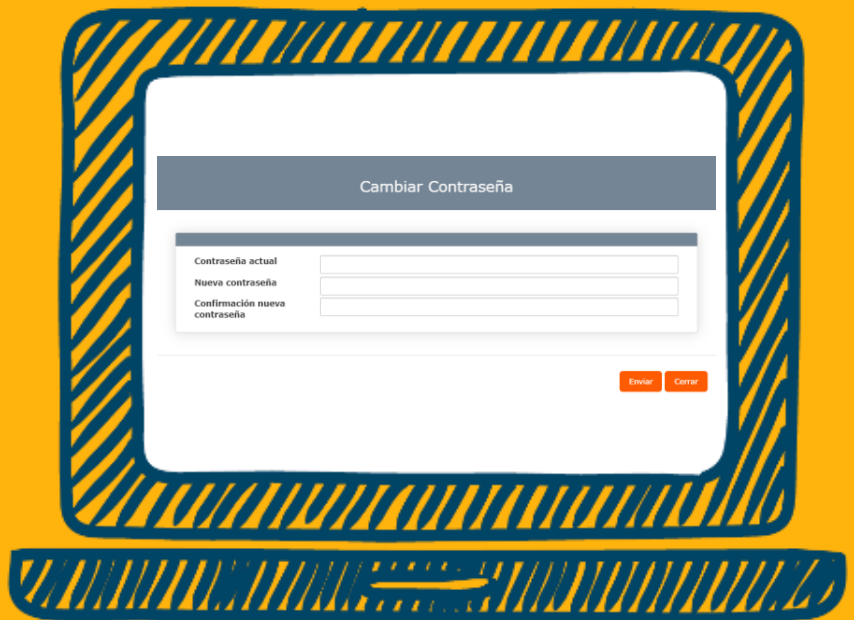 Cambiar Contraseña
Contraseña actual
Nueva contraseña
Confirmación nueva
contraseña
Enviar Cerrar